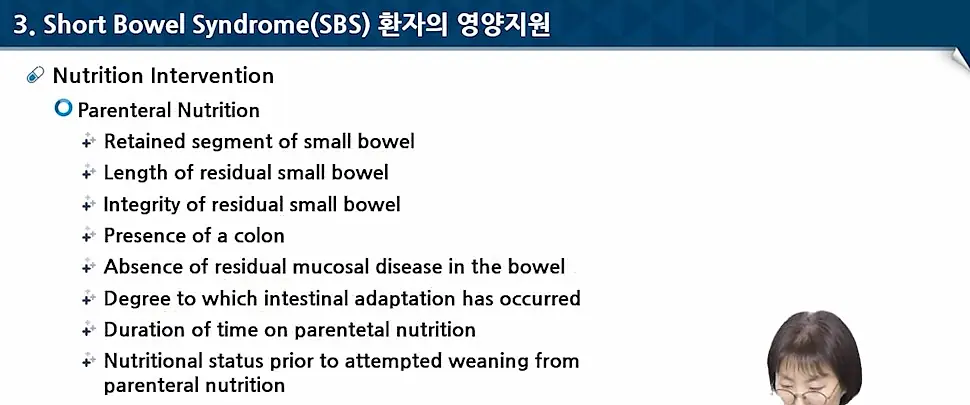 3. Short Bowel Syndrome(SBS) 환자의 영양지원
Nutrition Intervention
Parenteral Nutrition
Retained segment of small bowel
Length of residual small bowel
Integrity of residual small bowel
Presence of a colon
Absence of residual mucosal disease in the bowel
Degree to which intestinal adaptation has occurred
Duration of time on parentetal nutrition
Nutritional status prior to attempted weaning from
parenteral nutrition